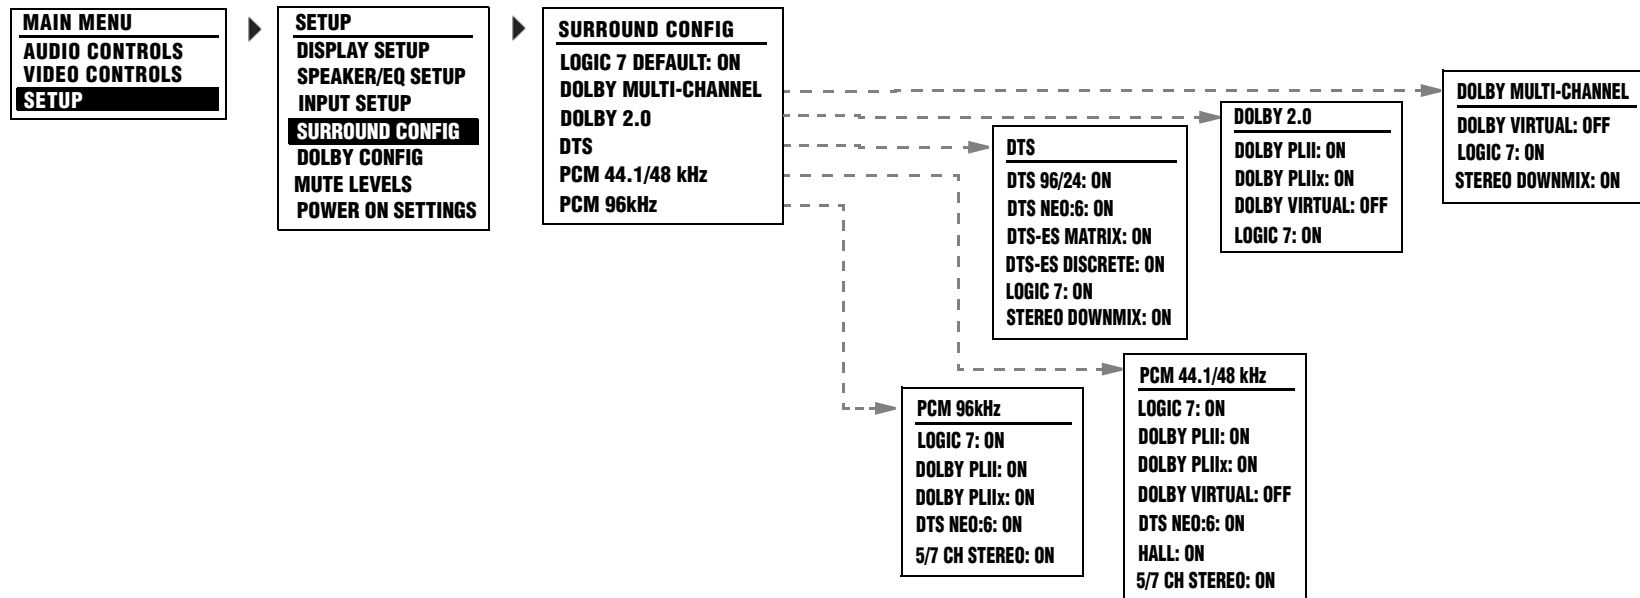 MAIN MENU
AUDIO CONTROLS
VIDEO CONTROLS
SETUP
SETUP
DISPLAY SETUP
SPEAKER/EQ SETUP
INPUT SETUP
SURROUND CONFIG
DOLBY CONFIG
MUTE LEVELS
POWER ON SETTINGS
SURROUND CONFIG
LOGIC 7 DEFAULT: ON
DOLBY MULTI-CHANNEL
DOLBY 2.0
DTS
PCM 44.1/48 kHz
PCM 96kHz
DOLBY MULTI-CHANNEL
DOLBY VIRTUAL: OFF
LOGIC 7: ON
STEREO DOWNMIX: ON
DOLBY 2.0
DOLBY PLII: ON
DOLBY PLIIx: ON
DOLBY VIRTUAL: OFF
LOGIC 7: ON
DTS
DTS 96/24: ON
DTS NEO:6: ON
DTS-ES MATRIX: ON
DTS-ES DISCRETE: ON
LOGIC 7: ON
STEREO DOWNMIX: ON
PCM 44.1/48 kHz
LOGIC 7: ON
DOLBY PLII: ON
DOLBY PLIIx: ON
DOLBY VIRTUAL: OFF
DTS NEO:6: ON
HALL: ON
5/7 CH STEREO: ON
PCM 96kHz
LOGIC 7: ON
DOLBY PLII: ON
DOLBY PLIIx: ON
DTS NEO:6: ON
5/7 CH STEREO: ON